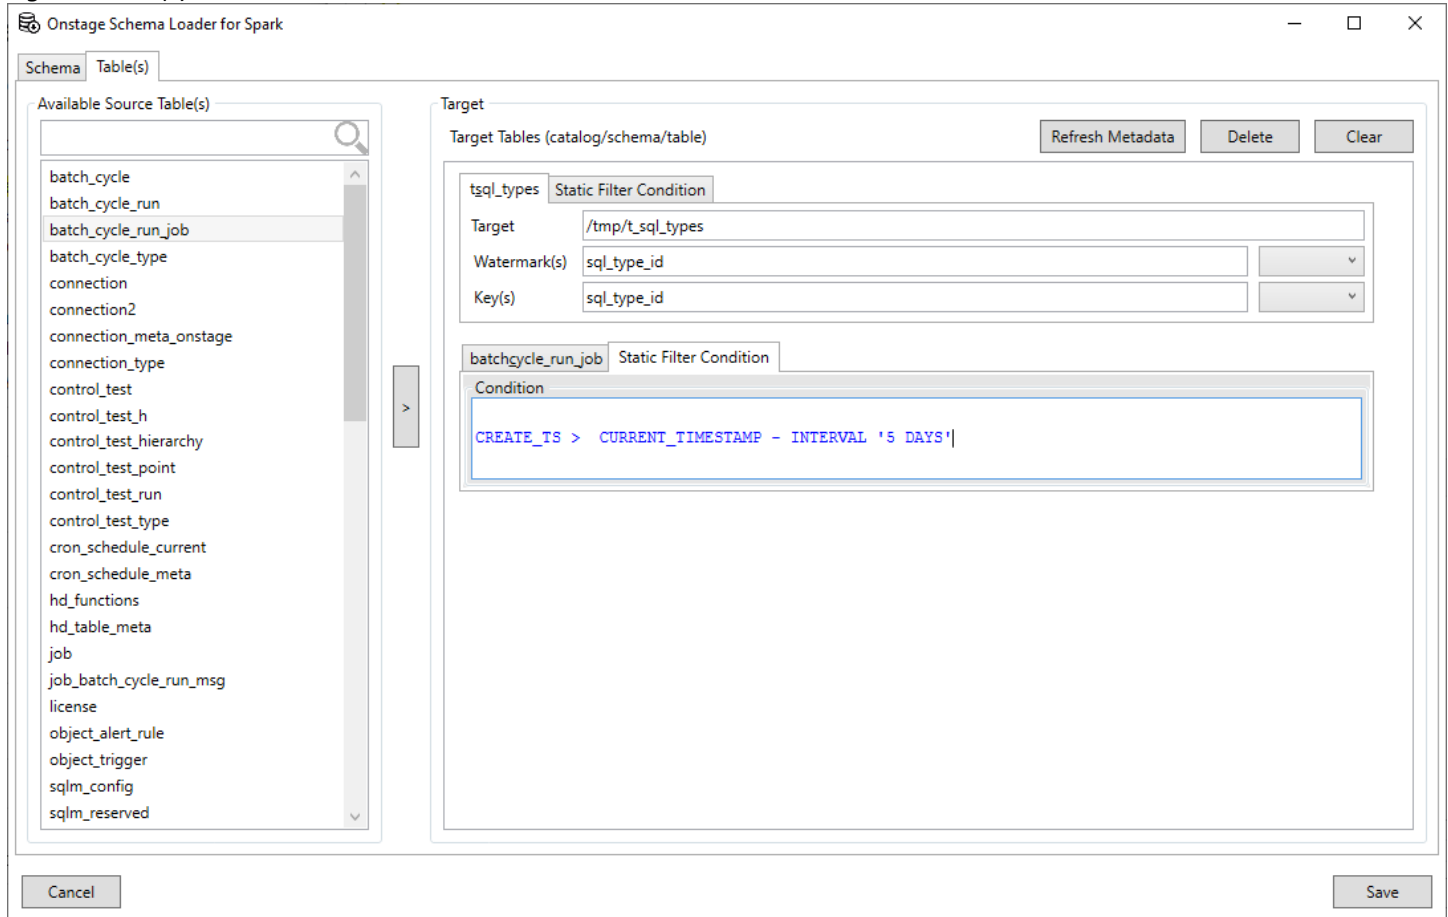 Onstage Schema Loader for Spark
Schema Table(s)
Available Source Table(s)
batch_cycle
batch_cycle_run
batch_cycle_run_job
batch_cycle_type
connection
connection2
connection_meta_onstage
connection_type
control_test
control_test_h
control_test_hierarchy
control_test_point
control_test_run
control_test_type
cron_schedule_current
cron_schedule_meta
hd_functions
hd_table_meta
job
job_batch_cycle_run_msg
license
object_alert_rule
object_trigger
sqlm_config
sqlm_reserved
>
Target
Target Tables (catalog/schema/table) Refresh Metadata Delete Clear
tsql_types Static Filter Condition
Target /tmp/t_sql_types
Watermark(s) sql_type_id
Key(s) sql_type_id
batchcycle_run_job Static Filter Condition
Condition
CREATE_TS > CURRENT_TIMESTAMP - INTERVAL '5 DAYS'
Cancel Save